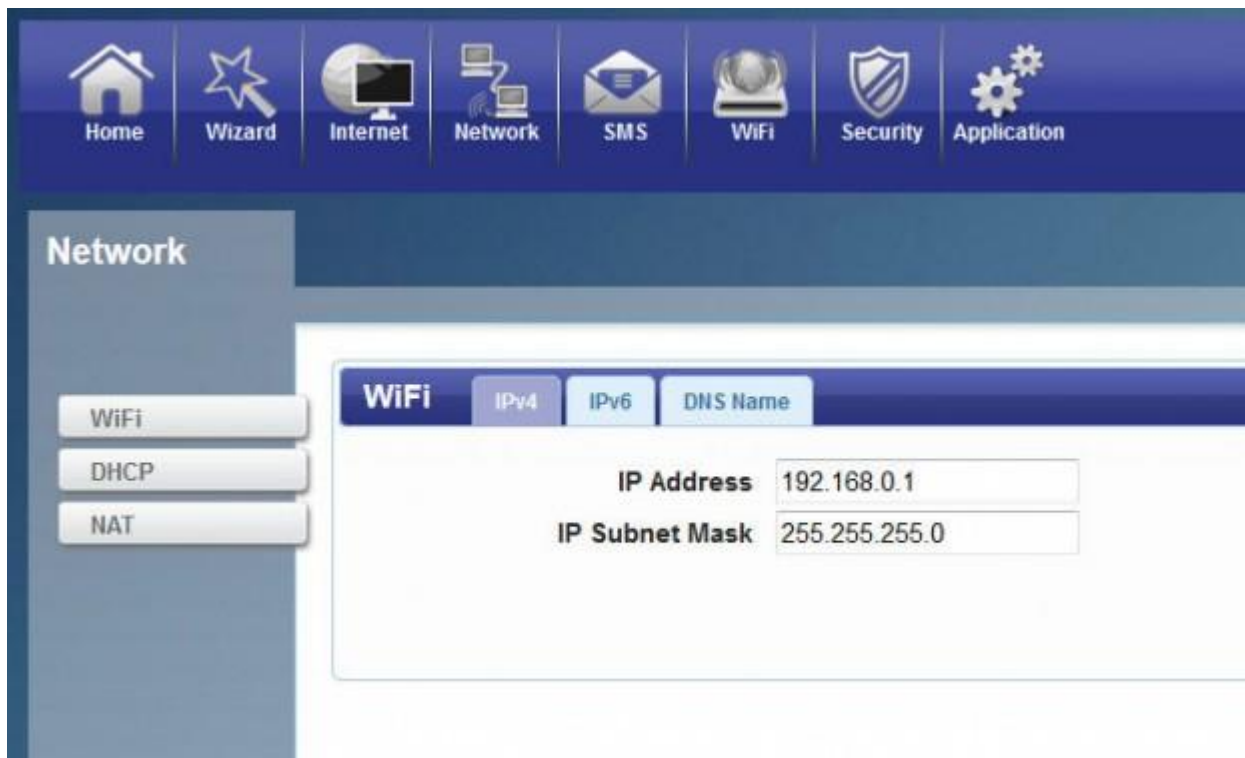 Home Wizard Internet Network SMS WiFi Security Application
Network
WiFi
DHCP
NAT
WiFi IPv4 IPv6 DNS Name
IP Address 192.168.0.1
IP Subnet Mask 255.255.255.0